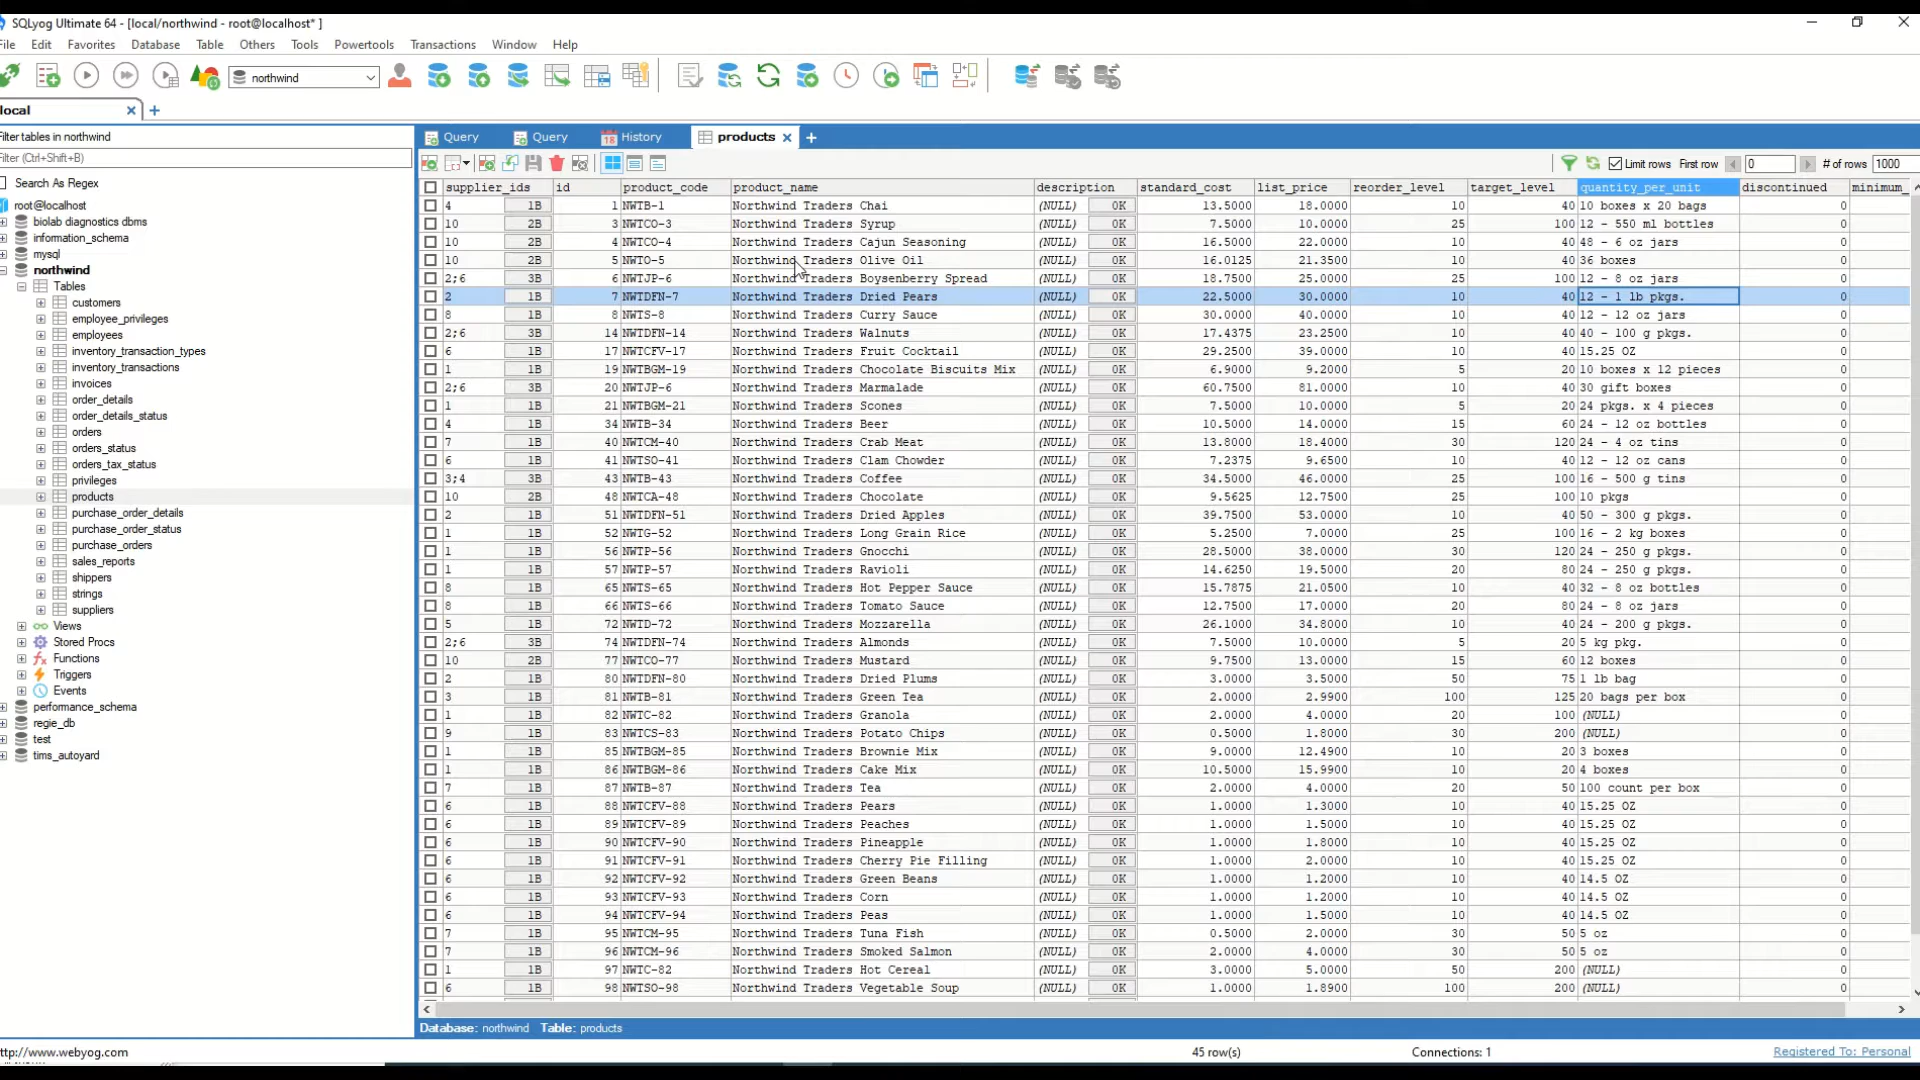 SQLyog Ultimate 64 - [local/northwind - root@localhost* ]
File Edit Favorites Database Table Others Tools Powertools Transactions Window Help
northwind
local
Filter tables in northwind
Query Query 18 History products
Filter (Ctrl+Shift+B)
Limit rows First row 0 # of rows 1000
Search As Regex
root@localhost
biolab diagnostics dbms
information_schema
mysql
northwind
Tables
customers
employee_privileges
employees
inventory_transaction_types
inventory_transactions
invoices
order_details
order_details_status
orders
orders_status
orders_tax_status
privileges
products
purchase_order_details
purchase_order_status
purchase_orders
sales_reports
shippers
strings
suppliers
Views
Stored Procs
Functions
Triggers
Events
performance_schema
regie_db
test
tims_autoyard
supplier_ids id product_code product_name description standard_cost list_price reorder_level target_level quantity_per_unit discontinued minimum_
4 1B 1 NWTB-1 Northwind Traders Chai (NULL) 0K 13.5000 18.0000 10 40 10 boxes x 20 bags 0
10 2B 3 NWTCO-3 Northwind Traders Syrup (NULL) 0K 7.5000 10.0000 25 100 12 - 550 ml bottles 0
10 2B 4 NWTCO-4 Northwind Traders Cajun Seasoning (NULL) 0K 16.5000 22.0000 10 40 48 - 6 oz jars 0
10 2B 5 NWTO-5 Northwind Traders Olive Oil (NULL) 0K 16.0125 21.3500 10 40 36 boxes 0
2;6 3B 6 NWTJP-6 Northwind Traders Boysenberry Spread (NULL) 0K 18.7500 25.0000 25 100 12 - 8 oz jars 0
2 1B 7 NWTDFN-7 Northwind Traders Dried Pears (NULL) 0K 22.5000 30.0000 10 40 12 - 1 lb pkgs. 0
8 1B 8 NWTS-8 Northwind Traders Curry Sauce (NULL) 0K 30.0000 40.0000 10 40 12 - 12 oz jars 0
2;6 3B 14 NWTDFN-14 Northwind Traders Walnuts (NULL) 0K 17.4375 23.2500 10 40 40 - 100 g pkgs. 0
6 1B 17 NWTCFV-17 Northwind Traders Fruit Cocktail (NULL) 0K 29.2500 39.0000 10 40 15.25 OZ 0
1 1B 19 NWTBGM-19 Northwind Traders Chocolate Biscuits Mix (NULL) 0K 6.9000 9.2000 5 20 10 boxes x 12 pieces 0
2;6 3B 20 NWTJP-6 Northwind Traders Marmalade (NULL) 0K 60.7500 81.0000 10 40 30 gift boxes 0
1 1B 21 NWTBGM-21 Northwind Traders Scones (NULL) 0K 7.5000 10.0000 5 20 24 pkgs. x 4 pieces 0
4 1B 34 NWTB-34 Northwind Traders Beer (NULL) 0K 10.5000 14.0000 15 60 24 - 12 oz bottles 0
7 1B 40 NWTCM-40 Northwind Traders Crab Meat (NULL) 0K 13.8000 18.4000 30 120 24 - 4 oz tins 0
6 1B 41 NWTSO-41 Northwind Traders Clam Chowder (NULL) 0K 7.2375 9.6500 10 40 12 - 12 oz cans 0
3;4 3B 43 NWTB-43 Northwind Traders Coffee (NULL) 0K 34.5000 46.0000 25 100 16 - 500 g tins 0
10 2B 48 NWTCA-48 Northwind Traders Chocolate (NULL) 0K 9.5625 12.7500 25 100 10 pkgs 0
2 1B 51 NWTDFN-51 Northwind Traders Dried Apples (NULL) 0K 39.7500 53.0000 10 40 50 - 300 g pkgs. 0
1 1B 52 NWTG-52 Northwind Traders Long Grain Rice (NULL) 0K 5.2500 7.0000 25 100 16 - 2 kg boxes 0
1 1B 56 NWTP-56 Northwind Traders Gnocchi (NULL) 0K 28.5000 38.0000 30 120 24 - 250 g pkgs. 0
1 1B 57 NWTP-57 Northwind Traders Ravioli (NULL) 0K 14.6250 19.5000 20 80 24 - 250 g pkgs. 0
8 1B 65 NWTS-65 Northwind Traders Hot Pepper Sauce (NULL) 0K 15.7875 21.0500 10 40 32 - 8 oz bottles 0
8 1B 66 NWTS-66 Northwind Traders Tomato Sauce (NULL) 0K 12.7500 17.0000 20 80 24 - 8 oz jars 0
5 1B 72 NWTD-72 Northwind Traders Mozzarella (NULL) 0K 26.1000 34.8000 10 40 24 - 200 g pkgs. 0
2;6 3B 74 NWTDFN-74 Northwind Traders Almonds (NULL) 0K 7.5000 10.0000 5 20 5 kg pkg. 0
10 2B 77 NWTCO-77 Northwind Traders Mustard (NULL) 0K 9.7500 13.0000 15 60 12 boxes 0
2 1B 80 NWTDFN-80 Northwind Traders Dried Plums (NULL) 0K 3.0000 3.5000 50 75 1 lb bag 0
3 1B 81 NWTB-81 Northwind Traders Green Tea (NULL) 0K 2.0000 2.9900 100 125 20 bags per box 0
1 1B 82 NWTC-82 Northwind Traders Granola (NULL) 0K 2.0000 4.0000 20 100 (NULL) 0
9 1B 83 NWTCS-83 Northwind Traders Potato Chips (NULL) 0K 0.5000 1.8000 30 200 (NULL) 0
1 1B 85 NWTBGM-85 Northwind Traders Brownie Mix (NULL) 0K 9.0000 12.4900 10 20 3 boxes 0
1 1B 86 NWTBGM-86 Northwind Traders Cake Mix (NULL) 0K 10.5000 15.9900 10 20 4 boxes 0
7 1B 87 NWTB-87 Northwind Traders Tea (NULL) 0K 2.0000 4.0000 20 50 100 count per box 0
6 1B 88 NWTCFV-88 Northwind Traders Pears (NULL) 0K 1.0000 1.3000 10 40 15.25 OZ 0
6 1B 89 NWTCFV-89 Northwind Traders Peaches (NULL) 0K 1.0000 1.5000 10 40 15.25 OZ 0
6 1B 90 NWTCFV-90 Northwind Traders Pineapple (NULL) 0K 1.0000 1.8000 10 40 15.25 OZ 0
6 1B 91 NWTCFV-91 Northwind Traders Cherry Pie Filling (NULL) 0K 1.0000 2.0000 10 40 15.25 OZ 0
6 1B 92 NWTCFV-92 Northwind Traders Green Beans (NULL) 0K 1.0000 1.2000 10 40 14.5 OZ 0
6 1B 93 NWTCFV-93 Northwind Traders Corn (NULL) 0K 1.0000 1.2000 10 40 14.5 OZ 0
6 1B 94 NWTCFV-94 Northwind Traders Peas (NULL) 0K 1.0000 1.5000 10 40 14.5 OZ 0
7 1B 95 NWTCM-95 Northwind Traders Tuna Fish (NULL) 0K 0.5000 2.0000 30 50 5 oz 0
7 1B 96 NWTCM-96 Northwind Traders Smoked Salmon (NULL) 0K 2.0000 4.0000 30 50 5 oz 0
1 1B 97 NWTC-82 Northwind Traders Hot Cereal (NULL) 0K 3.0000 5.0000 50 200 (NULL) 0
6 1B 98 NWTSO-98 Northwind Traders Vegetable Soup (NULL) 0K 1.0000 1.8900 100 200 (NULL) 0
Database: northwind Table: products
ttp://www.webyog.com 45 row(s) Connections: 1 Registered To: Personal